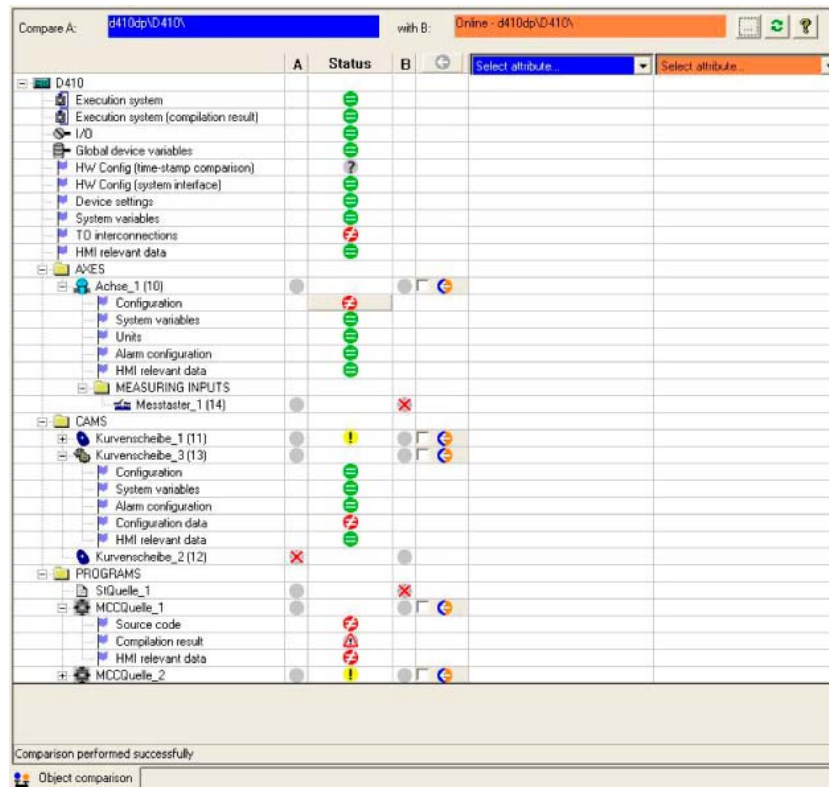 Compare A: d410dp\D410\ with B: Online - d410dp\D410\ ... ?
A Status B Select attribute... Select attribute...
D410
Execution system
Execution system (compilation result)
I/O
Global device variables
HW Config (time-stamp comparison) ?
HW Config (system interface)
Device settings
System variables
TO interconnections
HMI relevant data
AXES
Achse_1 (10)
Configuration
System variables
Units
Alarm configuration
HMI relevant data
MEASURING INPUTS
Messtaster_1 (14)
CAMS
Kurvenscheibe_1 (11) !
Kurvenscheibe_3 (13)
Configuration
System variables
Alarm configuration
Configuration data
HMI relevant data
Kurvenscheibe_2 (12)
PROGRAMS
StQuelle_1
MCCQuelle_1
Source code
Compilation result
HMI relevant data
MCCQuelle_2 !
Comparison performed successfully
Object comparison